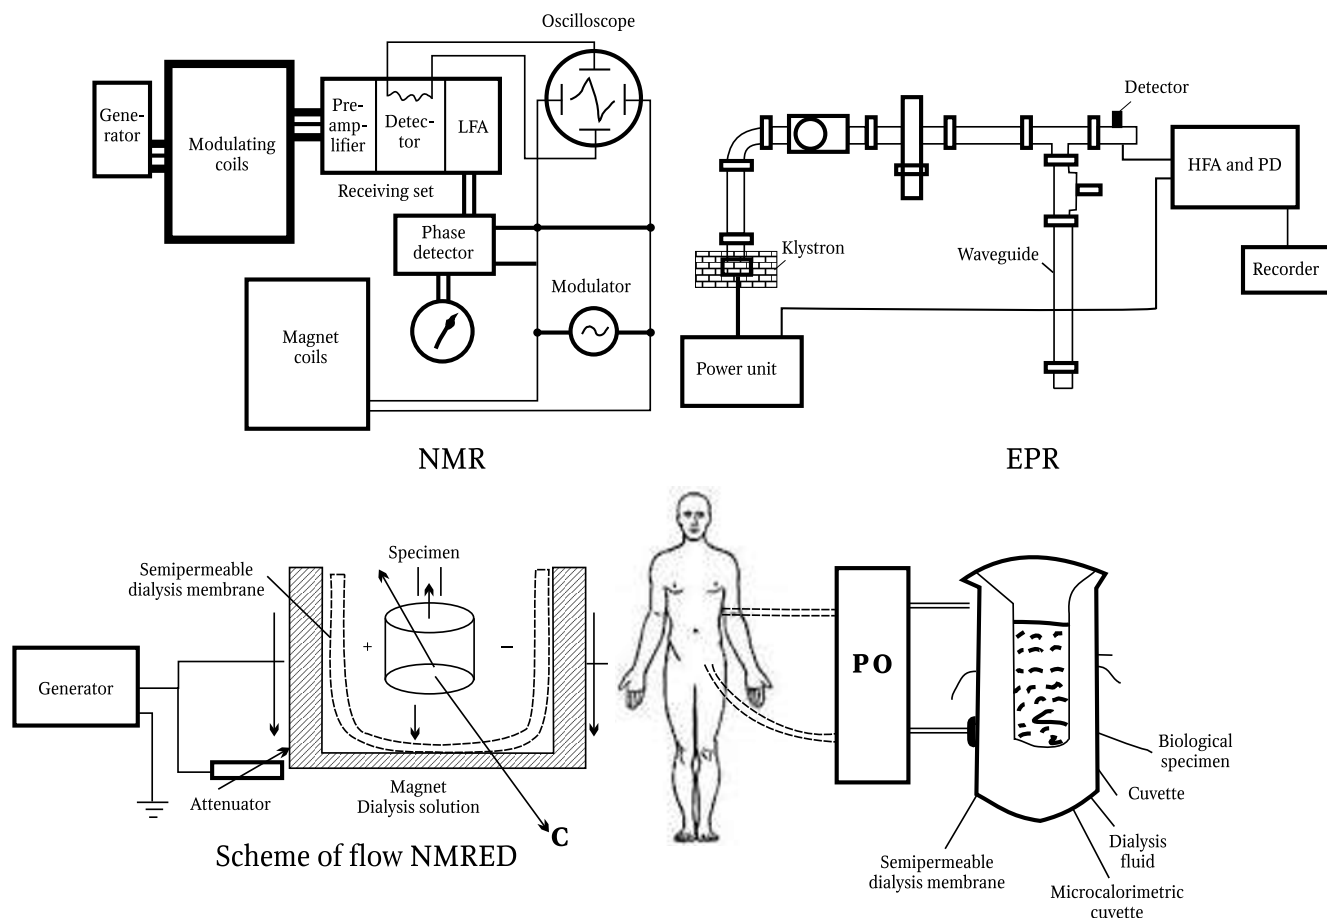 Oscilloscope
Gene-
rator
Modulating
coils
Pre-
amp-
lifier
Detec-
tor
LFA
Receiving set
Phase
detector
Modulator
Magnet
coils
NMR
Detector
HFA and PD
Klystron
Waveguide
Recorder
Power unit
EPR
Semipermeable
dialysis membrane
Specimen
+
−
Generator
Attenuator
Magnet
Dialysis solution
C
Scheme of flow NMRED
PO
Biological
specimen
Cuvette
Dialysis
fluid
Semipermeable
dialysis membrane
Microcalorimetric
cuvette